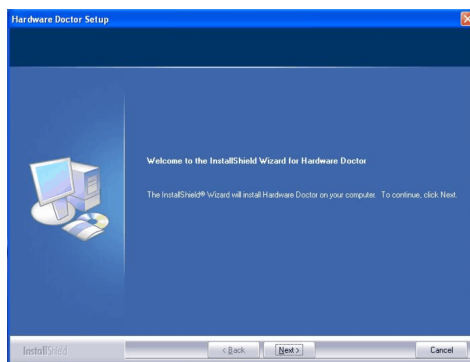 Hardware Doctor Setup
Welcome to the InstallShield Wizard for Hardware Doctor
The InstallShield® Wizard will install Hardware Doctor on your computer. To continue, click Next.
InstallShield
< Back
Next >
Cancel